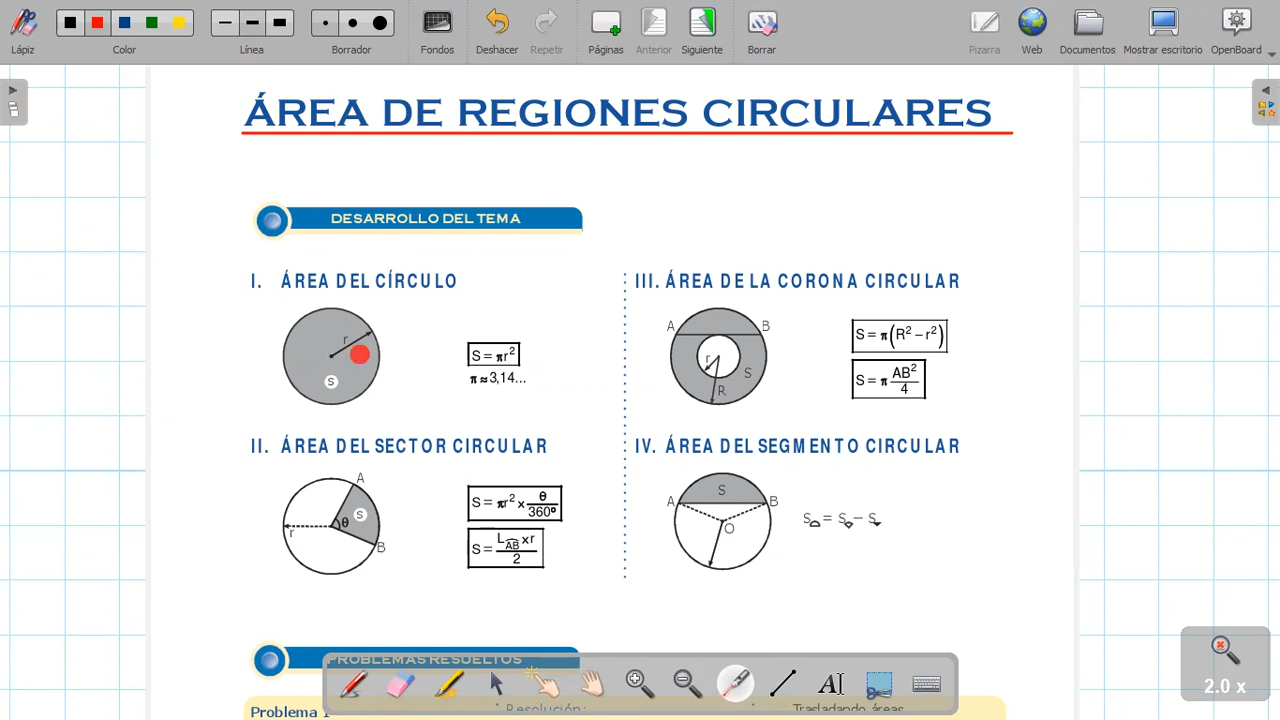 Lápiz
Color
Línea
Borrador
Fondos
Deshacer
Repetir
Páginas
Anterior
Siguiente
Borrar
Pizarra
Web
Documentos
Mostrar escritorio
OpenBoard
ÁREA DE REGIONES CIRCULARES
DESARROLLO DEL TEMA
I. ÁREA DEL CÍRCULO
r
S
S = πr²
π ≈ 3,14...
II. ÁREA DEL SECTOR CIRCULAR
A
S
θ
r
B
S = πr² x θ/360°
S = L AB x r / 2
III. ÁREA DE LA CORONA CIRCULAR
A
B
r
S
R
S = π(R² – r²)
S = π AB²/4
IV. ÁREA DEL SEGMENTO CIRCULAR
S
A
B
O
S = S – S
PROBLEMAS RESUELTOS
Problema 1
Resolución:
Trasladando áreas
2.0 x